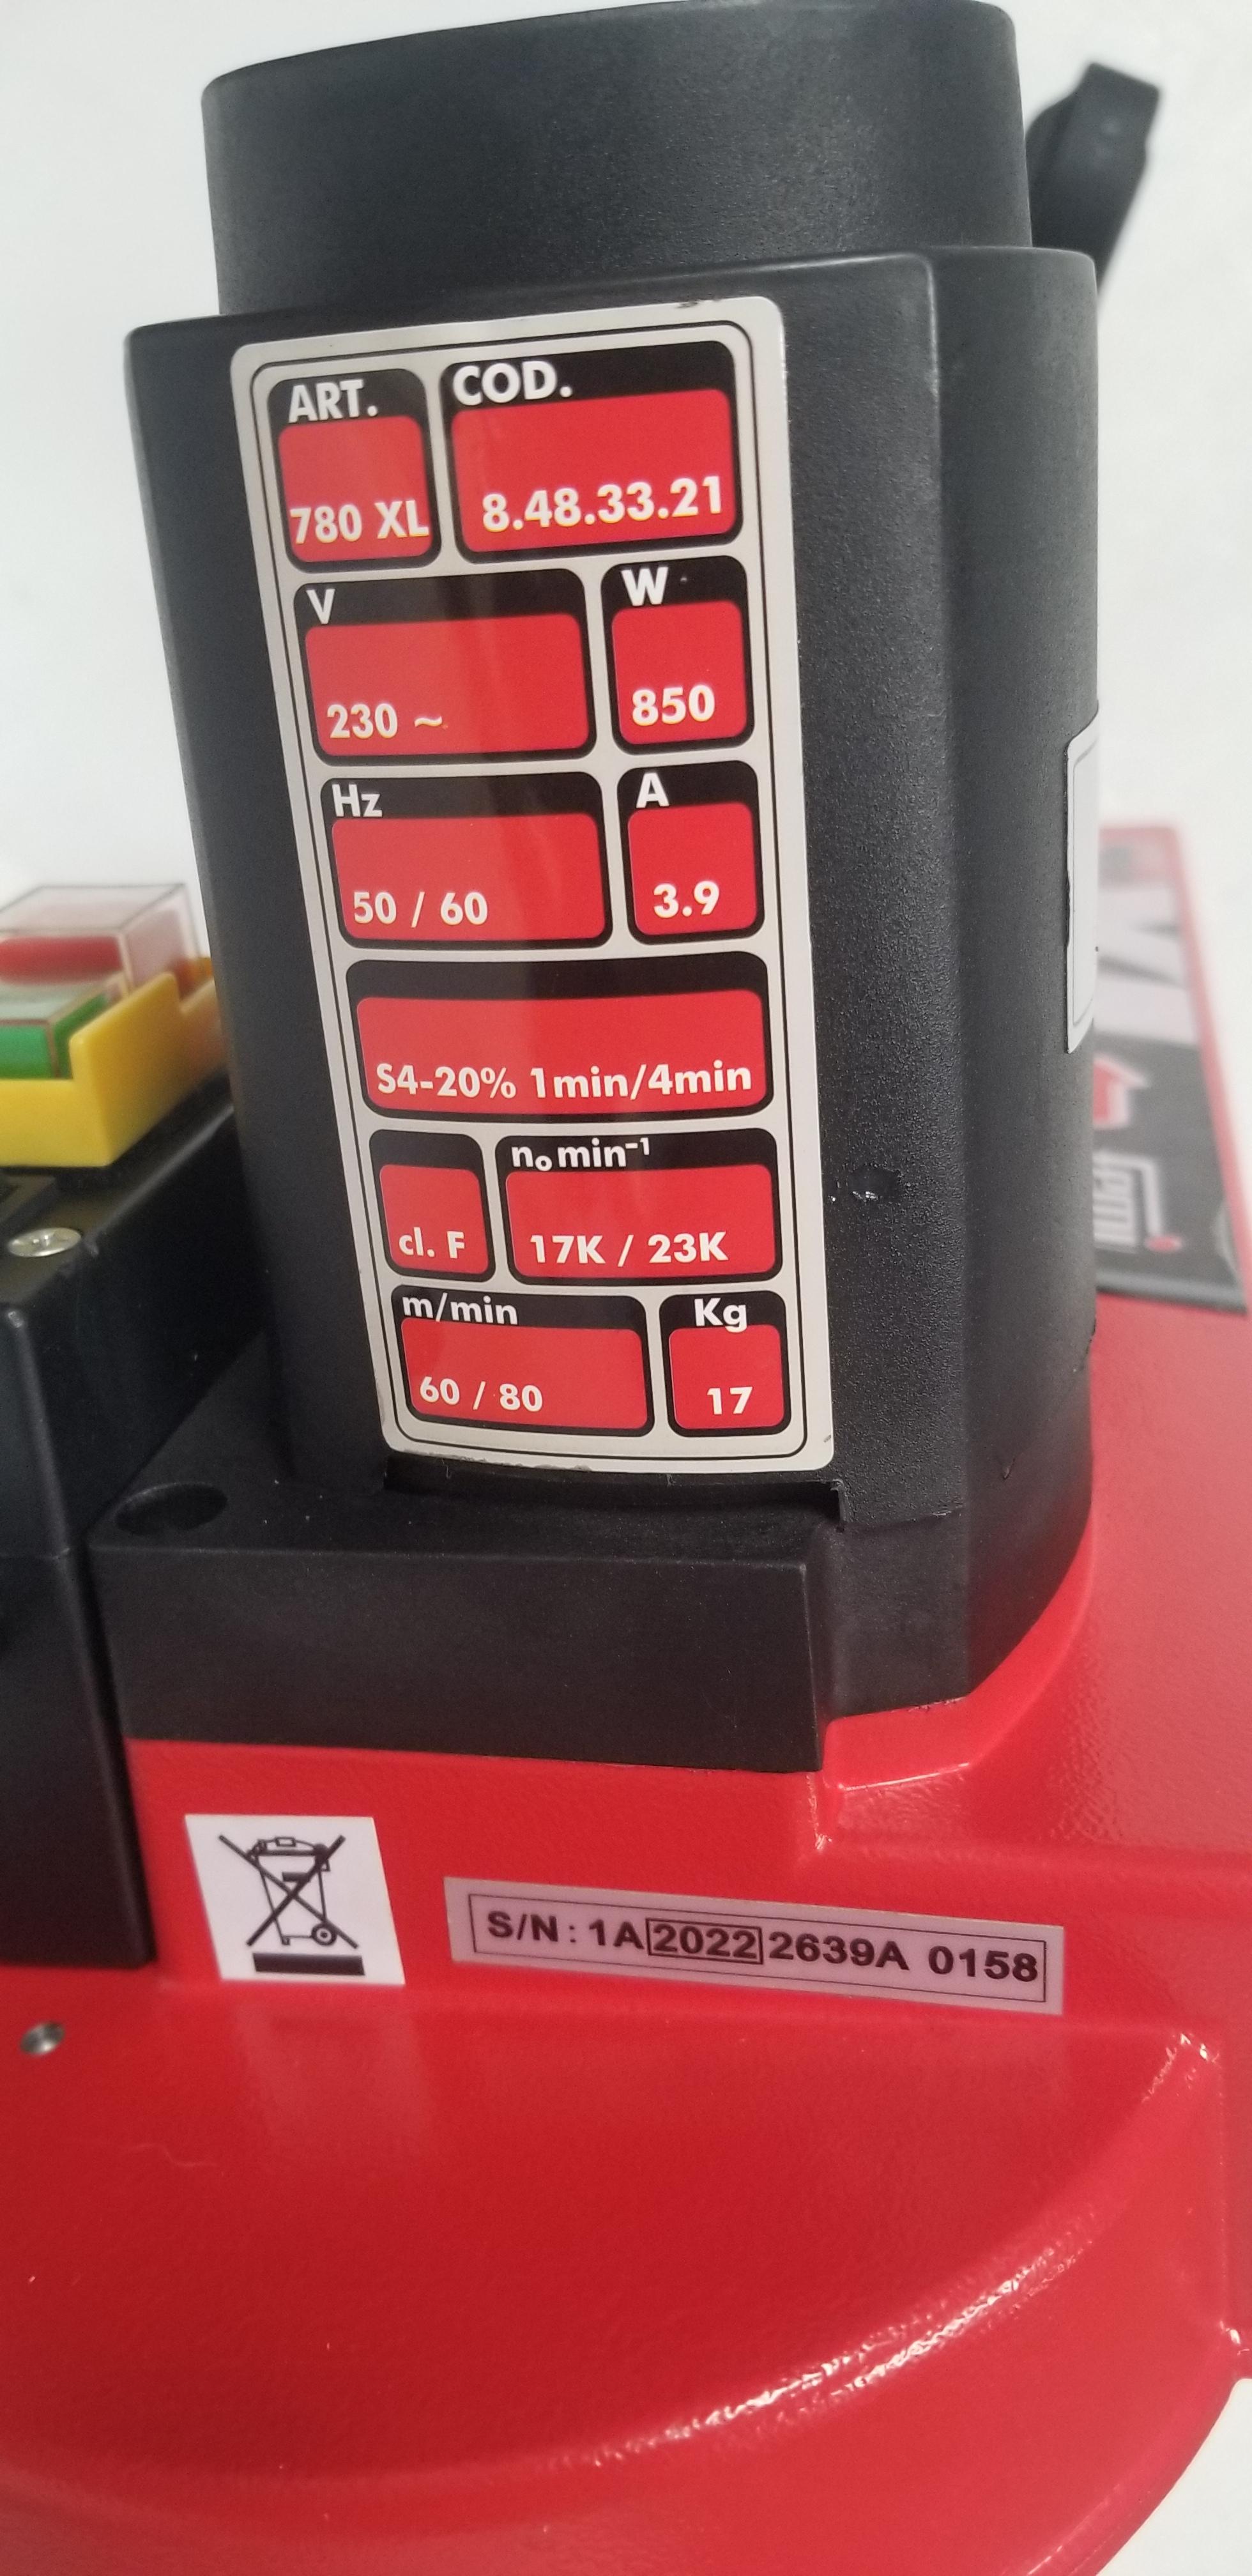 ART. COD.
780 XL 8.48.33.21
V W
230 ~ 850
Hz A
50 / 60 3.9
S4-20% 1min/4min
n₀ min⁻¹
cl. F 17K / 23K
m/min Kg
60 / 80 17
S/N : 1A 2022 2639A 0158